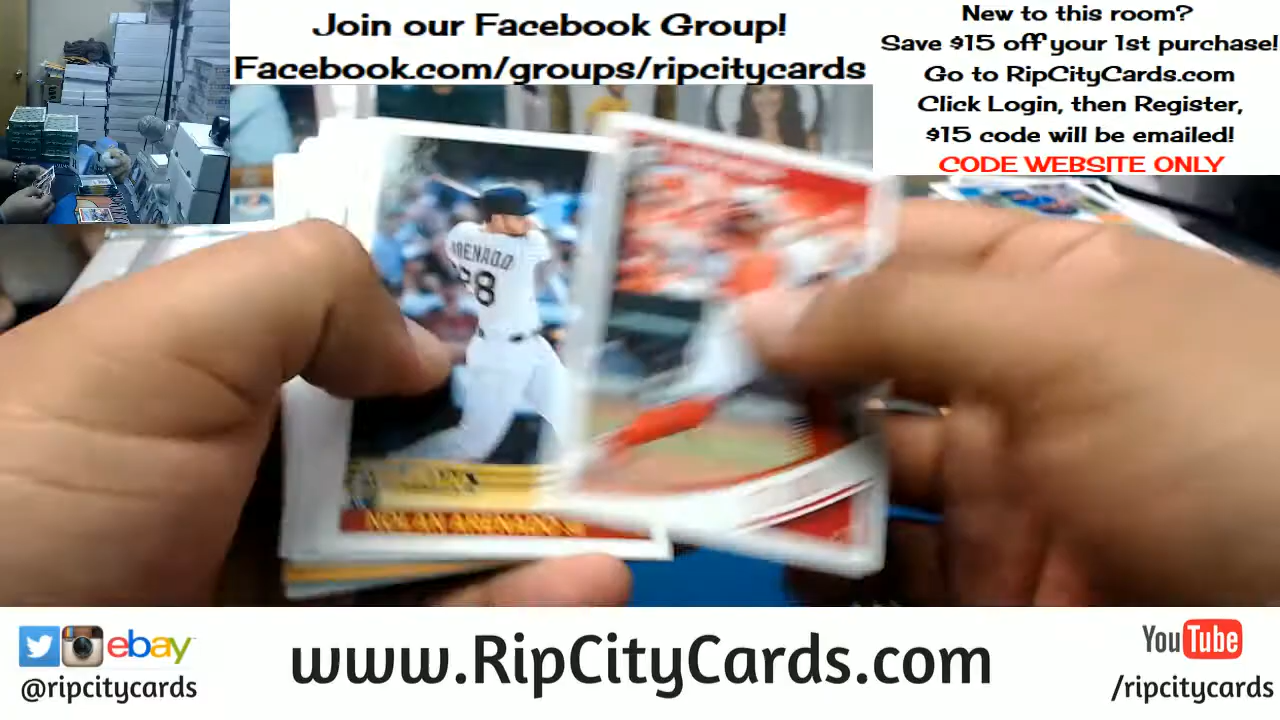 Join our Facebook Group!
Facebook.com/groups/ripcitycards
New to this room?
Save $15 off your 1st purchase!
Go to RipCityCards.com
Click Login, then Register,
$15 code will be emailed!
CODE WEBSITE ONLY
ARENADO
28
NOLAN ARENADO
ebay
@ripcitycards
www.RipCityCards.com
YouTube
/ripcitycards